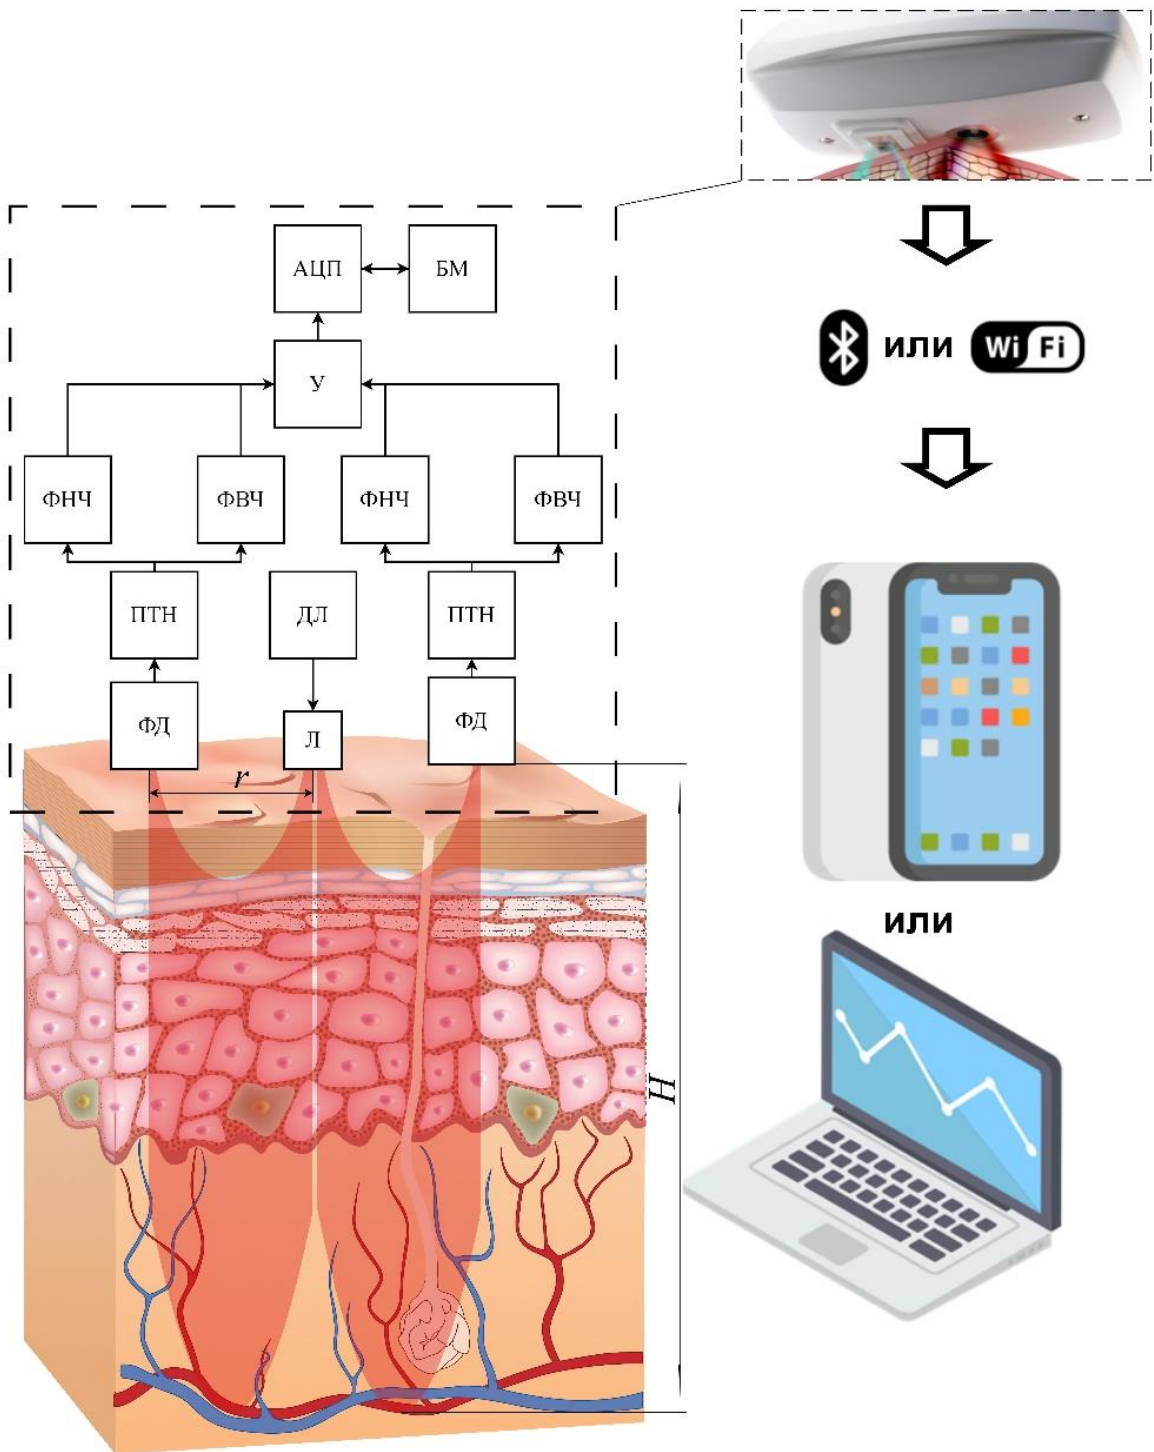 АЦП БМ
У
или Wi Fi
ФНЧ ФВЧ ФНЧ ФВЧ
ПТН ДЛ ПТН
ФД Л ФД
r
или
H